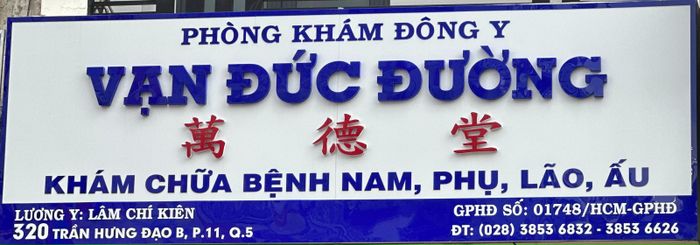 PHÒNG KHÁM ĐÔNG Y
VẠN ĐỨC ĐƯỜNG
萬 德 堂
KHÁM CHỮA BỆNH NAM, PHỤ, LÃO, ẤU
LƯƠNG Y: LÂM CHÍ KIÊN
320 TRẦN HƯNG ĐẠO B, P.11, Q.5
GPHĐ SỐ: 01748/HCM-GPHĐ
ĐT: (028) 3853 6832 - 3853 6626